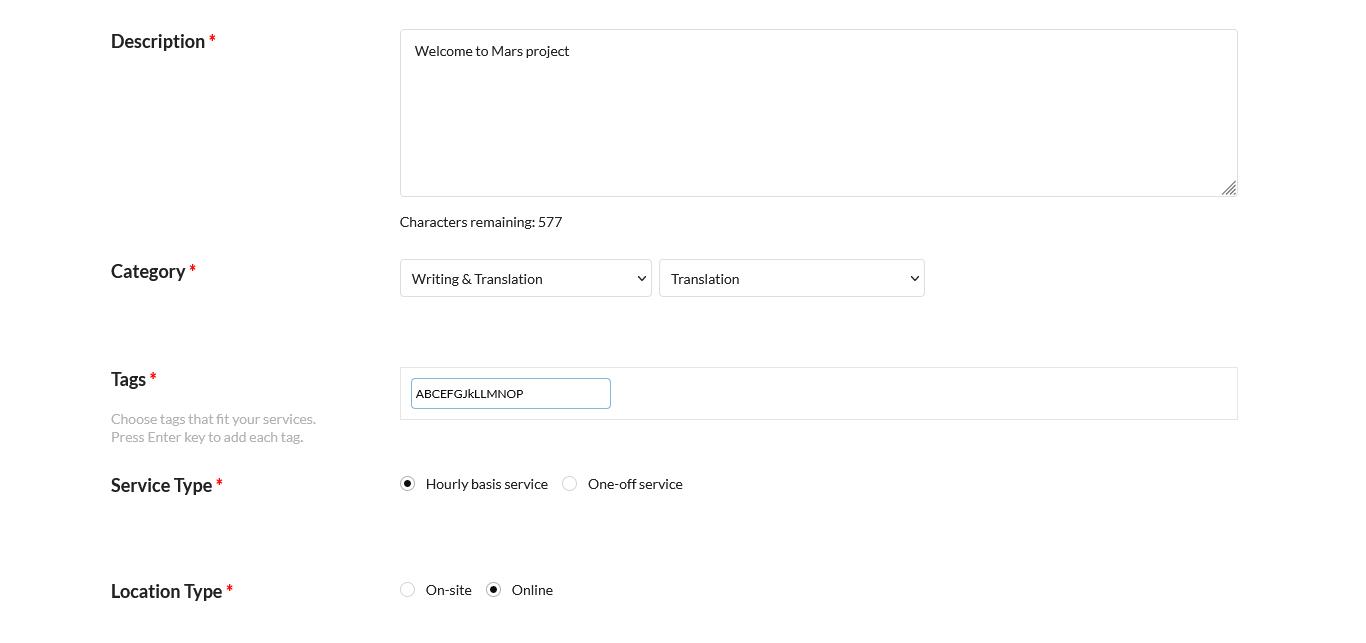 Description *
Welcome to Mars project
Characters remaining: 577
Category *
Writing & Translation
Translation
Tags *
ABCEFGJkLLMNOP
Choose tags that fit your services.
Press Enter key to add each tag.
Service Type *
Hourly basis service
One-off service
Location Type *
On-site
Online